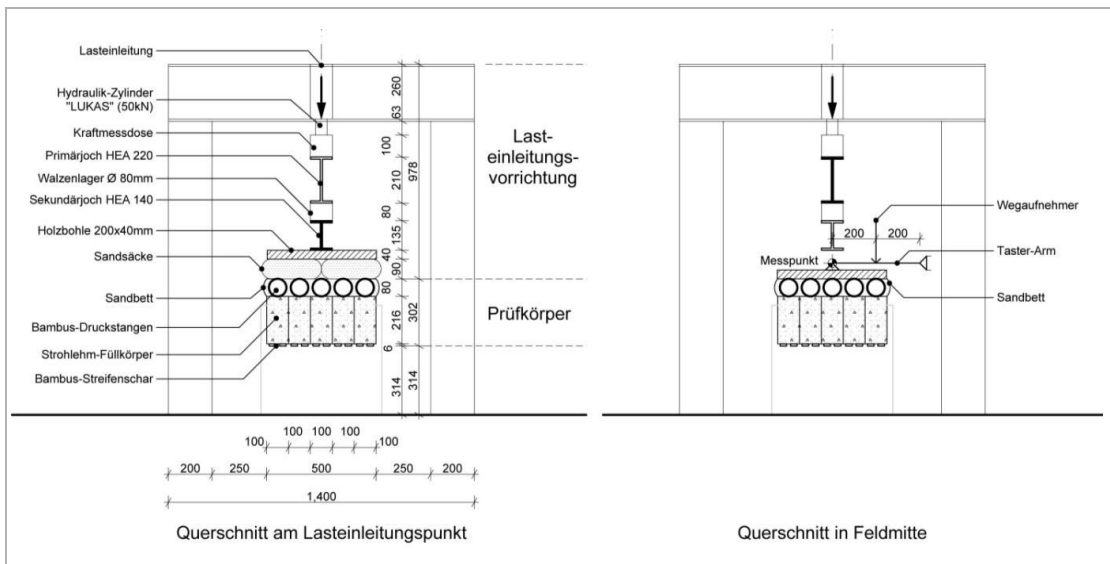 Lasteinleitung
Hydraulik-Zylinder
"LUKAS" (50kN)
Kraftmessdose
Primärjoch HEA 220
Walzenlager Ø 80mm
Sekundärjoch HEA 140
Holzbohle 200x40mm
Sandsäcke
Sandbett
Bambus-Druckstangen
Strohlehm-Füllkörper
Bambus-Streifenschar
260
63
100
210
80
135
40
90
80
216
6
314
978
302
314
Last-
einleitungs-
vorrichtung
Prüfkörper
100 100 100
100 100
200 250 500 250 200
1,400
Querschnitt am Lasteinleitungspunkt
Wegaufnehmer
200 200
Taster-Arm
Messpunkt
Sandbett
Querschnitt in Feldmitte